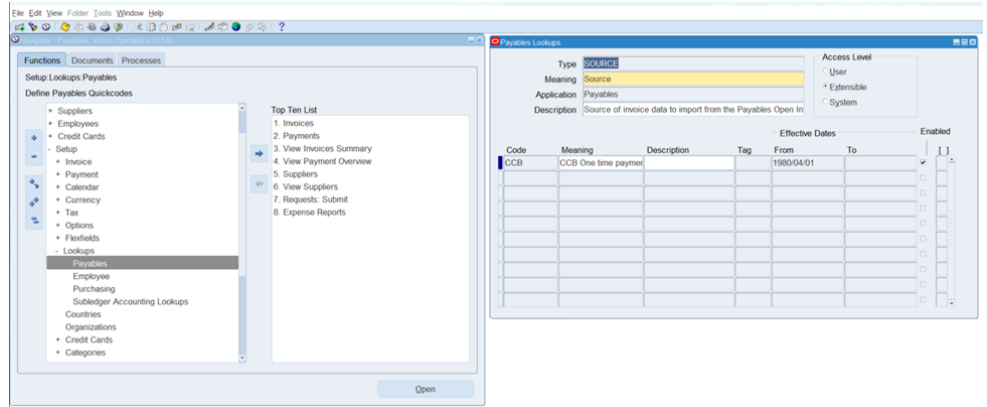 File Edit View Folder Tools Window Help
Navigator - Payables, Vision Operations (USA)
Functions Documents Processes
Setup:Lookups:Payables
Define Payables Quickcodes
+ Suppliers
+ Employees
+ Credit Cards
- Setup
+ Invoice
+ Payment
+ Calendar
+ Currency
+ Tax
+ Options
+ Flexfields
- Lookups
Payables
Employee
Purchasing
Subledger Accounting Lookups
Countries
Organizations
+ Credit Cards
+ Categories
Top Ten List
1. Invoices
2. Payments
3. View Invoices Summary
4. View Payment Overview
5. Suppliers
6. View Suppliers
7. Requests: Submit
8. Expense Reports
Open
Payables Lookups
Type SOURCE
Meaning Source
Application Payables
Description Source of invoice data to import from the Payables Open In
Access Level
User
Extensible
System
Effective Dates Enabled
Code Meaning Description Tag From To [ ]
CCB CCB One time paymer 1980/04/01